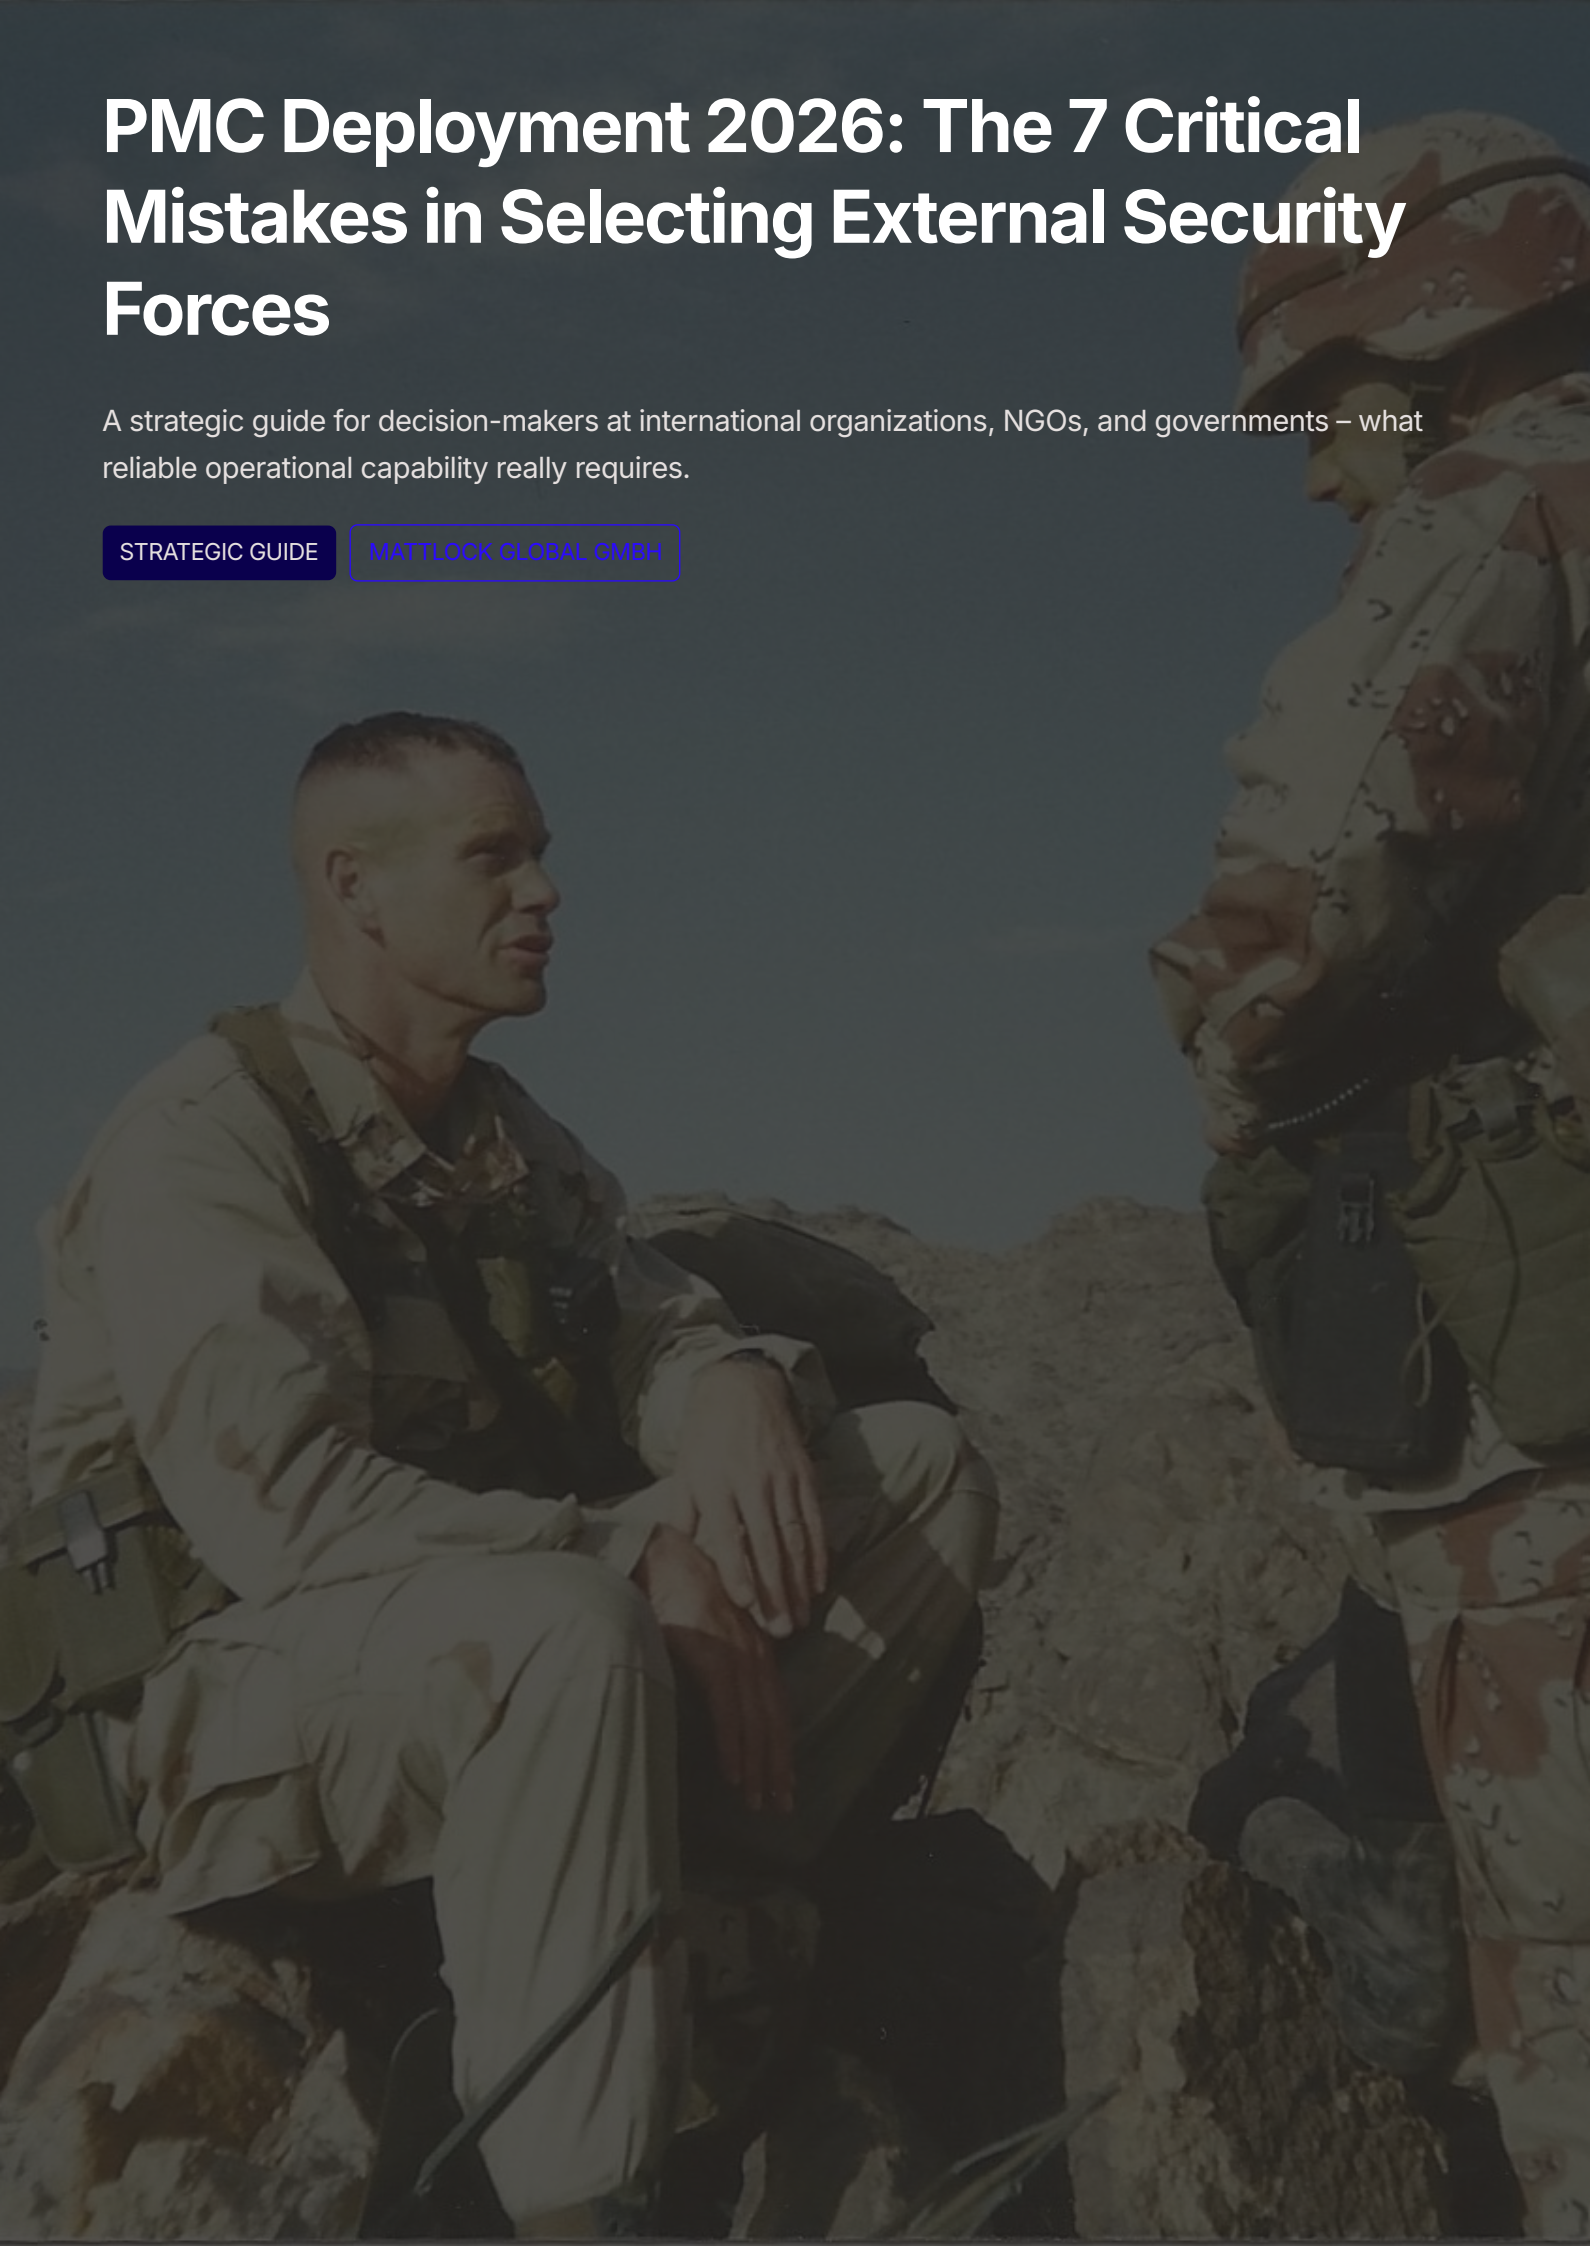 PMC Deployment 2026: The 7 Critical
Mistakes in Selecting External Security
Forces
A strategic guide for decision-makers at international organizations, NGOs, and governments – what
reliable operational capability really requires.
STRATEGIC GUIDE
MATTLOCK GLOBAL GMBH